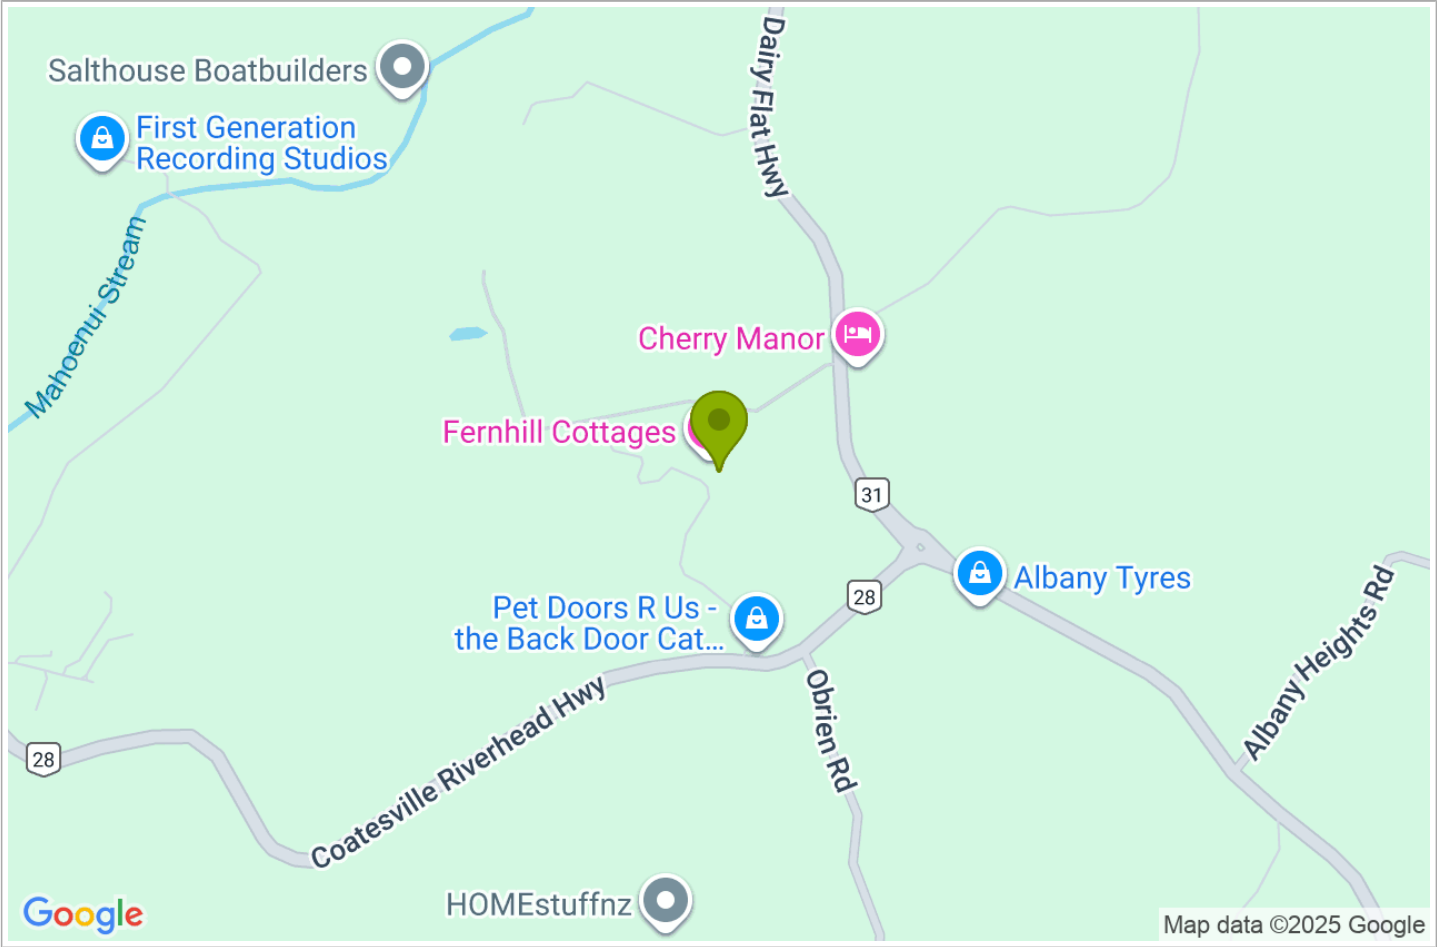 Dairy Flat Hwy
Salthouse Boatbuilders
First Generation
Recording Studios
Mahoenui Stream
Cherry Manor
Fernhill Cottages
31
Albany Tyres
28
Pet Doors R Us -
the Back Door Cat...
Albany Heights Rd
Obrien Rd
28
Coatesville Riverhead Hwy
HOMEstuffnz
Google
Map data ©2025 Google